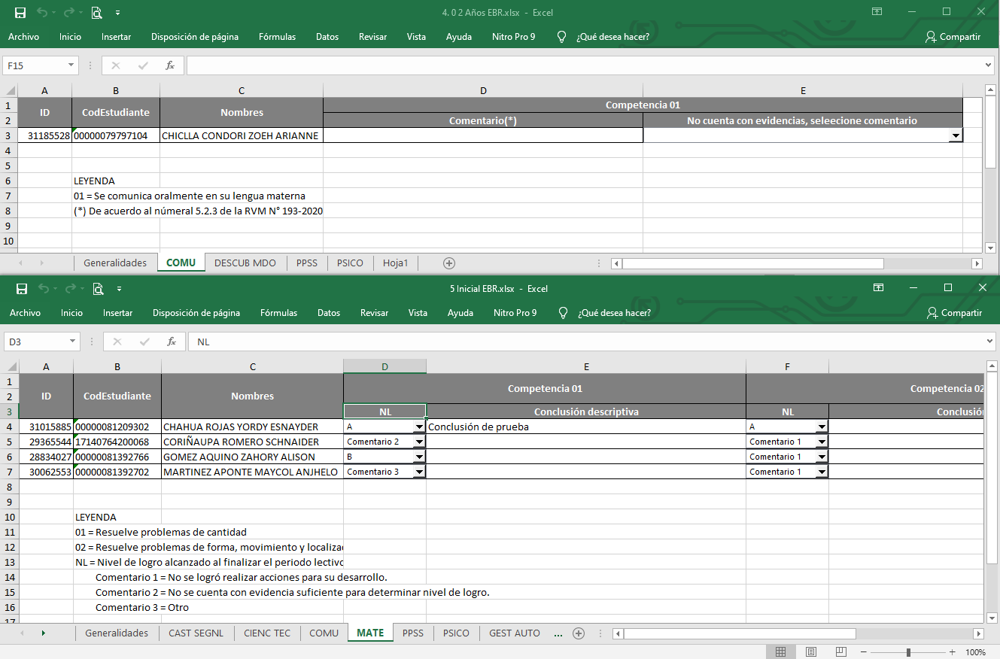 4. 0 2 Años EBR.xlsx - Excel
Archivo Inicio Insertar Disposición de página Fórmulas Datos Revisar Vista Ayuda Nitro Pro 9 ¿Qué desea hacer? Compartir
F15 fx
A B C D E
1 ID CodEstudiante Nombres Competencia 01
2 Comentario(*) No cuenta con evidencias, seleecione comentario
3 31185528 00000079797104 CHICLLA CONDORI ZOEH ARIANNE
4
5
6 LEYENDA
7 01 = Se comunica oralmente en su lengua materna
8 (*) De acuerdo al númeral 5.2.3 de la RVM N° 193-2020
9
10
Generalidades COMU DESCUB MDO PPSS PSICO Hoja1
5 Inicial EBR.xlsx - Excel
Archivo Inicio Insertar Disposición de página Fórmulas Datos Revisar Vista Ayuda Nitro Pro 9 ¿Qué desea hacer? Compartir
D3 fx NL
A B C D E F
1 ID CodEstudiante Nombres Competencia 01 Competencia 02
2
3 NL Conclusión descriptiva NL Conclusión
4 31015885 00000081209302 CHAHUA ROJAS YORDY ESNAYDER A Conclusión de prueba A
5 29365544 17140764200068 CORIÑAUPA ROMERO SCHNAIDER Comentario 2 Comentario 1
6 28834027 00000081392766 GOMEZ AQUINO ZAHORY ALISON B Comentario 1
7 30062553 00000081392702 MARTINEZ APONTE MAYCOL ANJHELO Comentario 3 Comentario 1
8
9
10 LEYENDA
11 01 = Resuelve problemas de cantidad
12 02 = Resuelve problemas de forma, movimiento y localiza
13 NL = Nivel de logro alcanzado al finalizar el periodo lectivo
14 Comentario 1 = No se logró realizar acciones para su desarrollo.
15 Comentario 2 = No se cuenta con evidencia suficiente para determinar nivel de logro.
16 Comentario 3 = Otro
17
Generalidades CAST SEGNL CIENC TEC COMU MATE PPSS PSICO GEST AUTO ...
100%